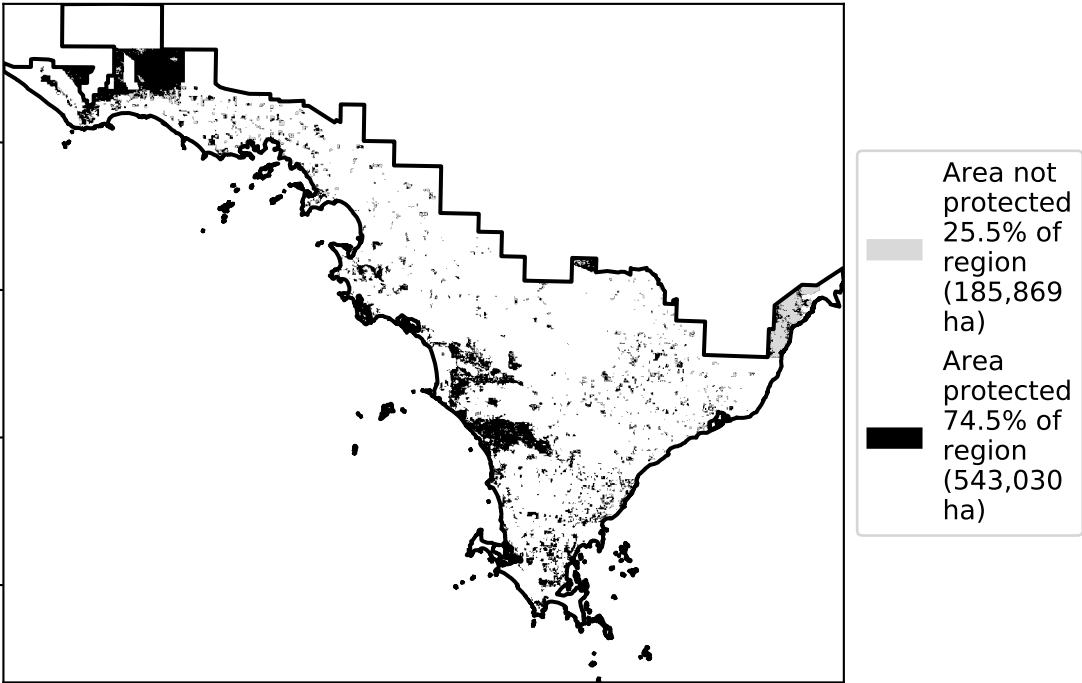 Area not
protected
25.5% of
region
(185,869
ha)
Area
protected
74.5% of
region
(543,030
ha)